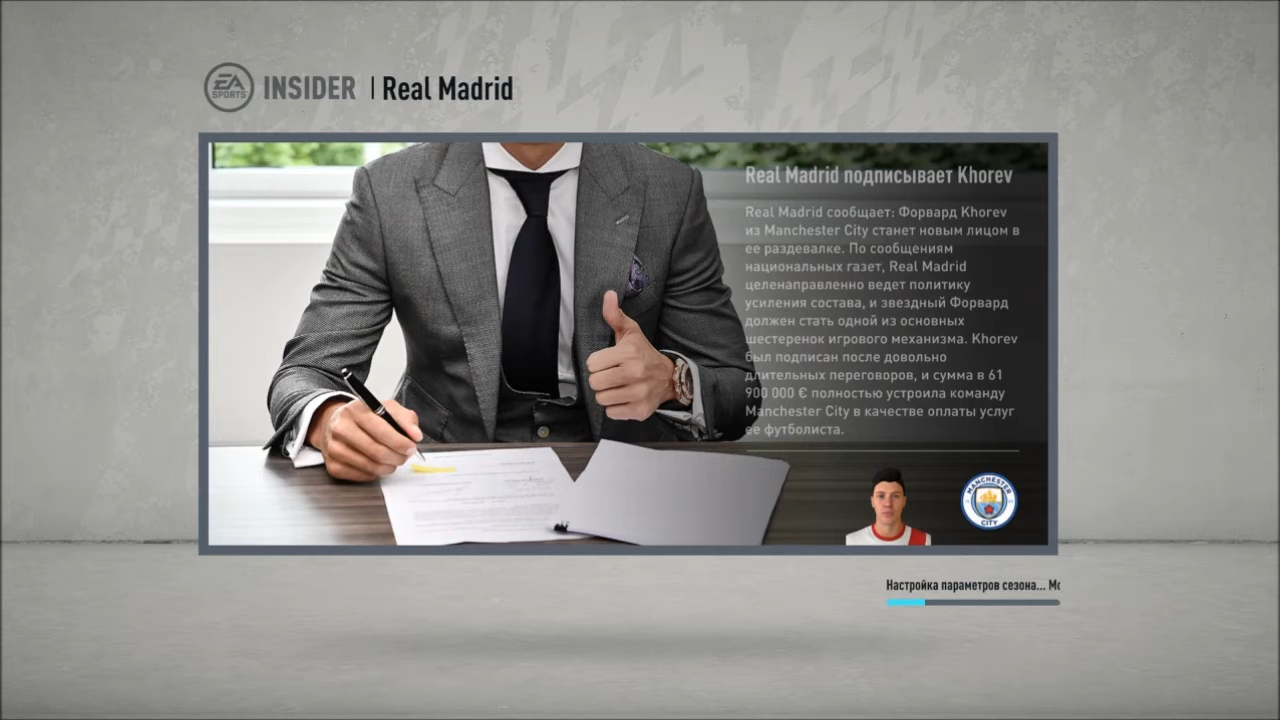 EA SPORTS INSIDER | Real Madrid
Real Madrid подписывает Khorev
Real Madrid сообщает: Форвард Khorev
из Manchester City станет новым лицом в
ее раздевалке. По сообщениям
национальных газет, Real Madrid
целенаправленно ведет политику
усиления состава, и звездный Форвард
должен стать одной из основных
шестеренок игрового механизма. Khorev
был подписан после довольно
длительных переговоров, и сумма в 61
900 000 € полностью устроила команду
Manchester City в качестве оплаты услуг
ее футболиста.
MANCHESTER
CITY
Настройка параметров сезона... Мо